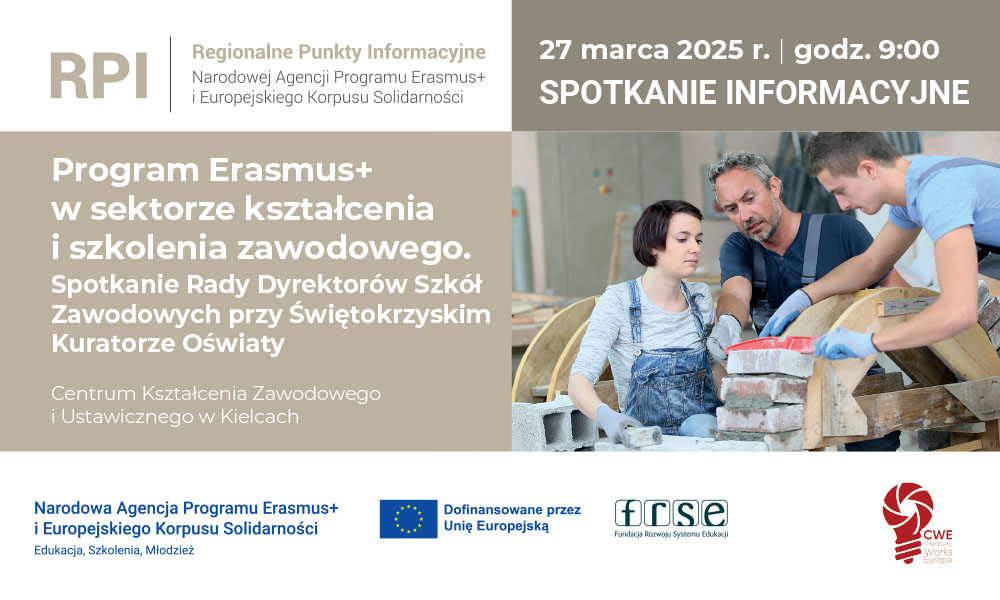 RPI
Regionalne Punkty Informacyjne
Narodowej Agencji Programu Erasmus+
i Europejskiego Korpusu Solidarności
27 marca 2025 r. | godz. 9:00
SPOTKANIE INFORMACYJNE
Program Erasmus+
w sektorze kształcenia
i szkolenia zawodowego.
Spotkanie Rady Dyrektorów Szkół
Zawodowych przy Świętokrzyskim
Kuratorze Oświaty
Centrum Kształcenia Zawodowego
i Ustawicznego w Kielcach
Narodowa Agencja Programu Erasmus+
i Europejskiego Korpusu Solidarności
Edukacja, Szkolenia, Młodzież
Dofinansowane przez
Unię Europejską
frse
Fundacja Rozwoju Systemu Edukacji
CWE
Creativity
Works
Europe